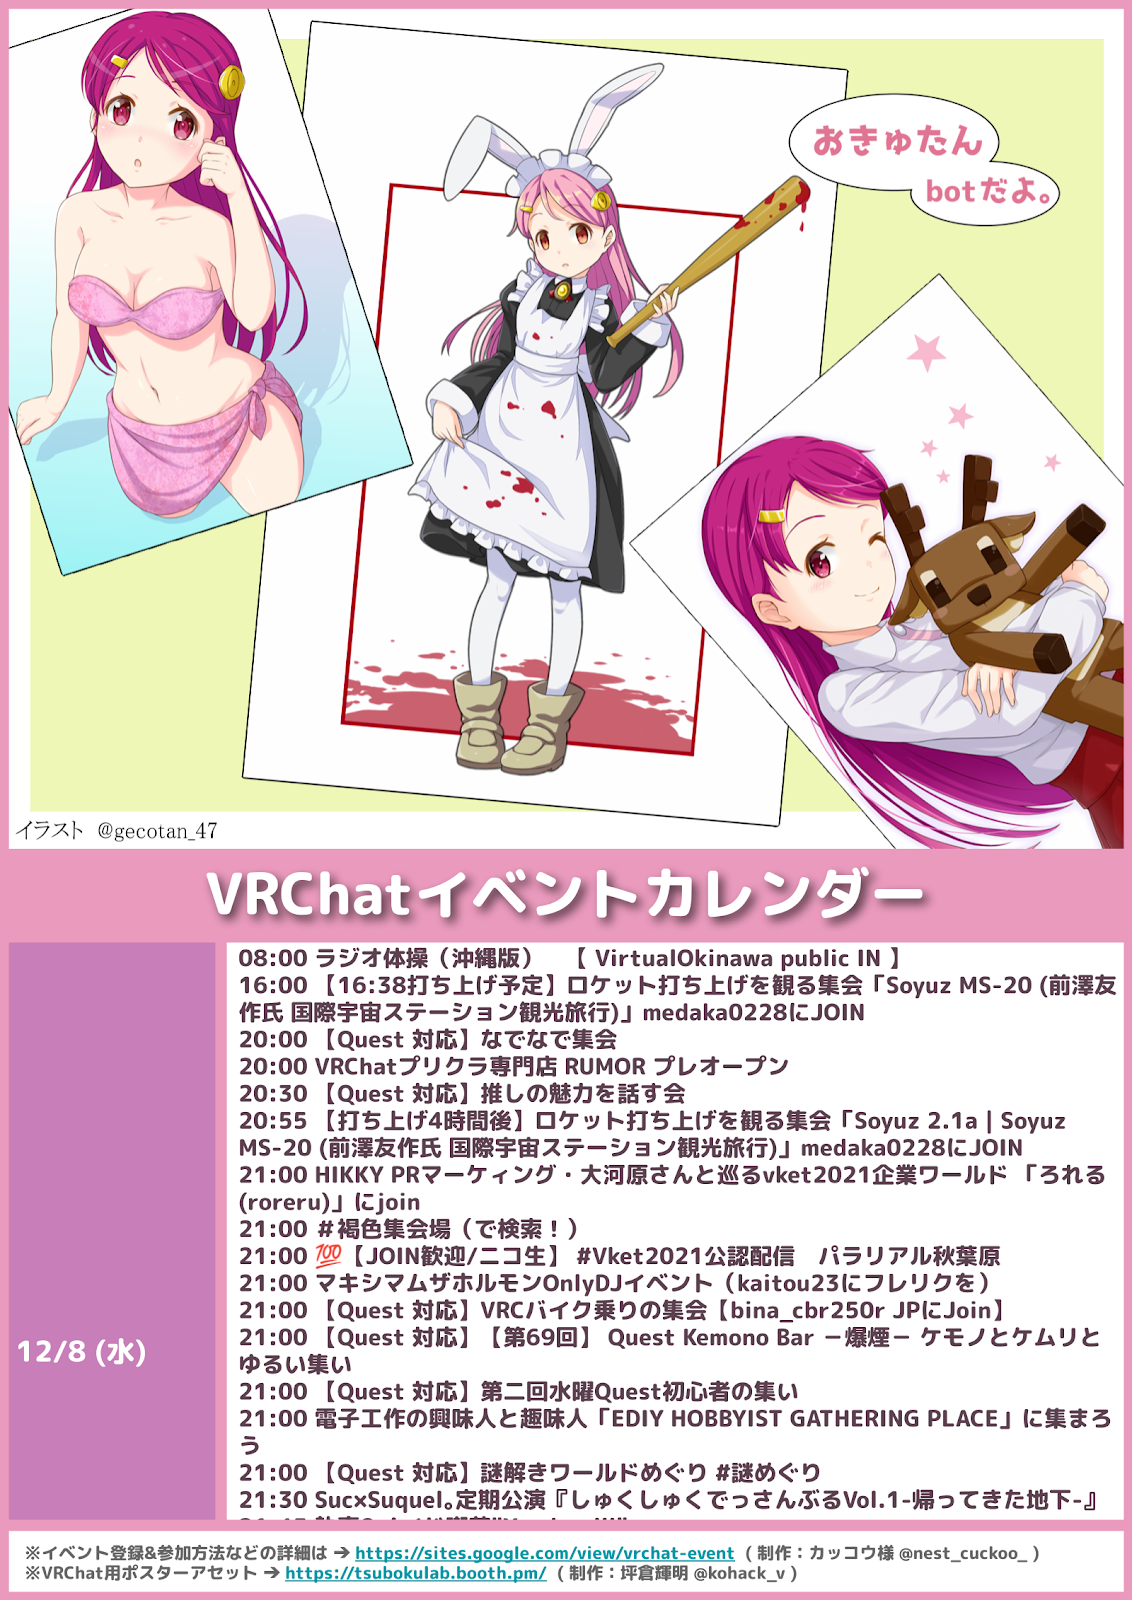 おきゅたん
botだよ。
イラスト @gecotan_47
VRChatイベントカレンダー
12/8 (水)
08:00 ラジオ体操（沖縄版） 【 VirtualOkinawa public IN 】
16:00 【16:38打ち上げ予定】ロケット打ち上げを観る集会「Soyuz MS-20 (前澤友
作氏 国際宇宙ステーション観光旅行)」medaka0228にJOIN
20:00 【Quest 対応】なでなで集会
20:00 VRChatプリクラ専門店 RUMOR プレオープン
20:30 【Quest 対応】推しの魅力を話す会
20:55 【打ち上げ4時間後】ロケット打ち上げを観る集会「Soyuz 2.1a | Soyuz
MS-20 (前澤友作氏 国際宇宙ステーション観光旅行)」medaka0228にJOIN
21:00 HIKKY PRマーケティング・大河原さんと巡るvket2021企業ワールド 「ろれる
(roreru)」にjoin
21:00 ＃褐色集会場（で検索！）
21:00 💯【JOIN歓迎/ニコ生】 #Vket2021公認配信　パラリアル秋葉原
21:00 マキシマムザホルモンOnlyDJイベント（kaitou23にフレリクを）
21:00 【Quest 対応】VRCバイク乗りの集会【bina_cbr250r JPにJoin】
21:00 【Quest 対応】【第69回】 Quest Kemono Bar －爆煙－ ケモノとケムリと
ゆるい集い
21:00 【Quest 対応】第二回水曜Quest初心者の集い
21:00 電子工作の興味人と趣味人「EDIY HOBBYIST GATHERING PLACE」に集まろ
う
21:00 【Quest 対応】謎解きワールドめぐり #謎めぐり
21:30 Suc×Suquel。定期公演『しゅくしゅくでっさんぶるVol.1-帰ってきた地下-』
※イベント登録&参加方法などの詳細は ➔ https://sites.google.com/view/vrchat-event ( 制作：カッコウ様 @nest_cuckoo_ )
※VRChat用ポスターアセット ➔ https://tsubokulab.booth.pm/ ( 制作：坪倉輝明 @kohack_v )